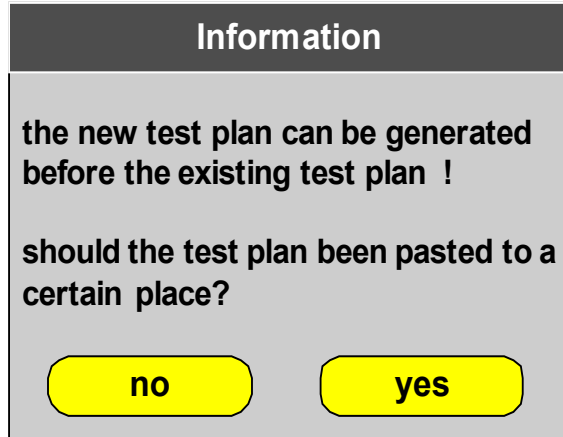 Information
the new test plan can be generated
before the existing test plan !
should the test plan been pasted to a
certain place?
no
yes